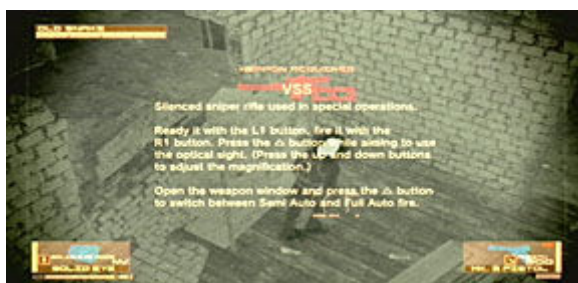 OLD SNAKE
WEAPON ACQUIRED
VSS
Silenced sniper rifle used in special operations.
Ready it with the L1 button, fire it with the
R1 button. Press the △ button while aiming to use
the optical sight. (Press the up and down buttons
to adjust the magnification.)
Open the weapon window and press the △ button
to switch between Semi Auto and Full Auto fire.
SOLID EYE
MK. 2 PISTOL